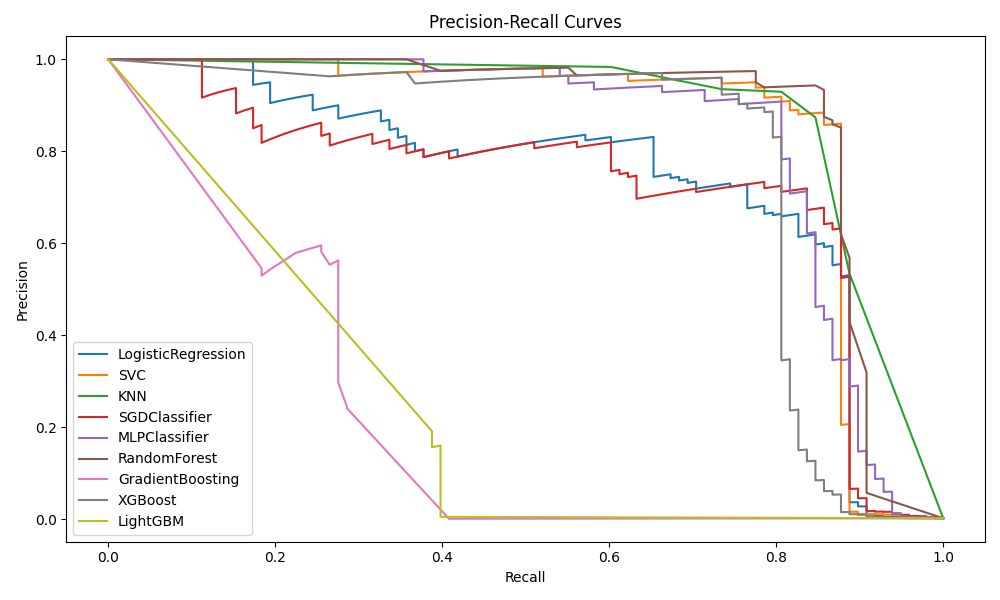 Precision-Recall Curves
Precision
1.0
0.8
0.6
0.4
0.2
0.0
LogisticRegression
SVC
KNN
SGDClassifier
MLPClassifier
RandomForest
GradientBoosting
XGBoost
LightGBM
0.0 0.2 0.4 0.6 0.8 1.0
Recall